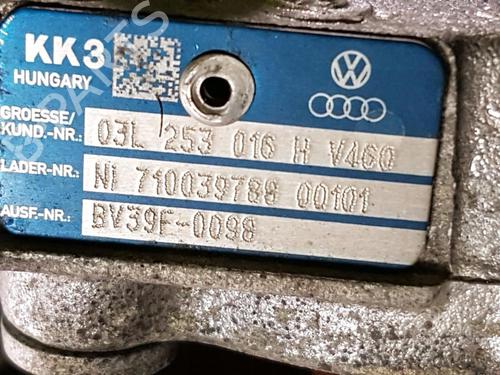 KK3
HUNGARY
GROESSE/
KUND.-NR.: 03L 253 016 H V460
LADER-NR.: NI 710039788 00101
AUSF.-NR.: BV39F-0098